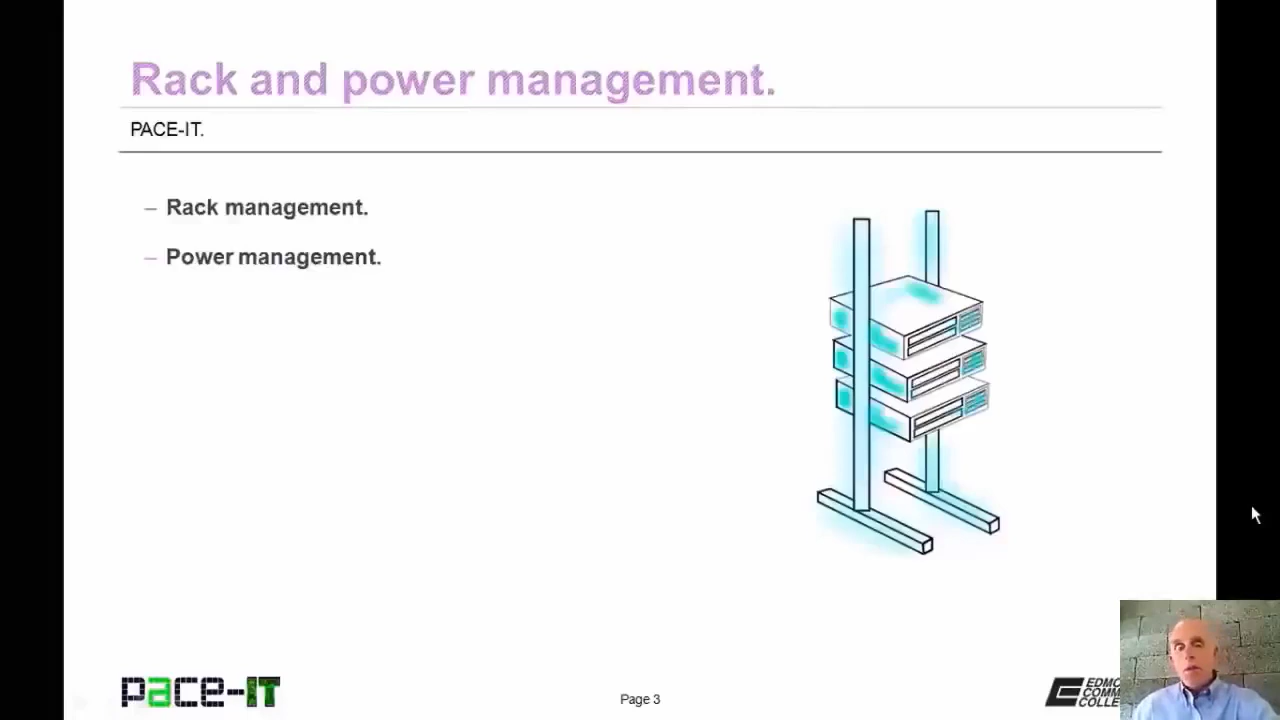 Rack and power management.
PACE-IT.
– Rack management.
– Power management.
pace-IT
Page 3